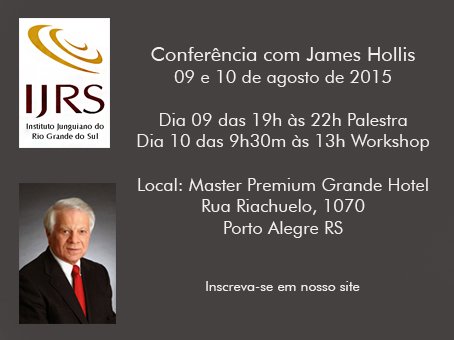 IJRS
Instituto Junguiano do
Rio Grande do Sul
Conferência com James Hollis
09 e 10 de agosto de 2015
Dia 09 das 19h às 22h Palestra
Dia 10 das 9h30m às 13h Workshop
Local: Master Premium Grande Hotel
Rua Riachuelo, 1070
Porto Alegre RS
Inscreva-se em nosso site